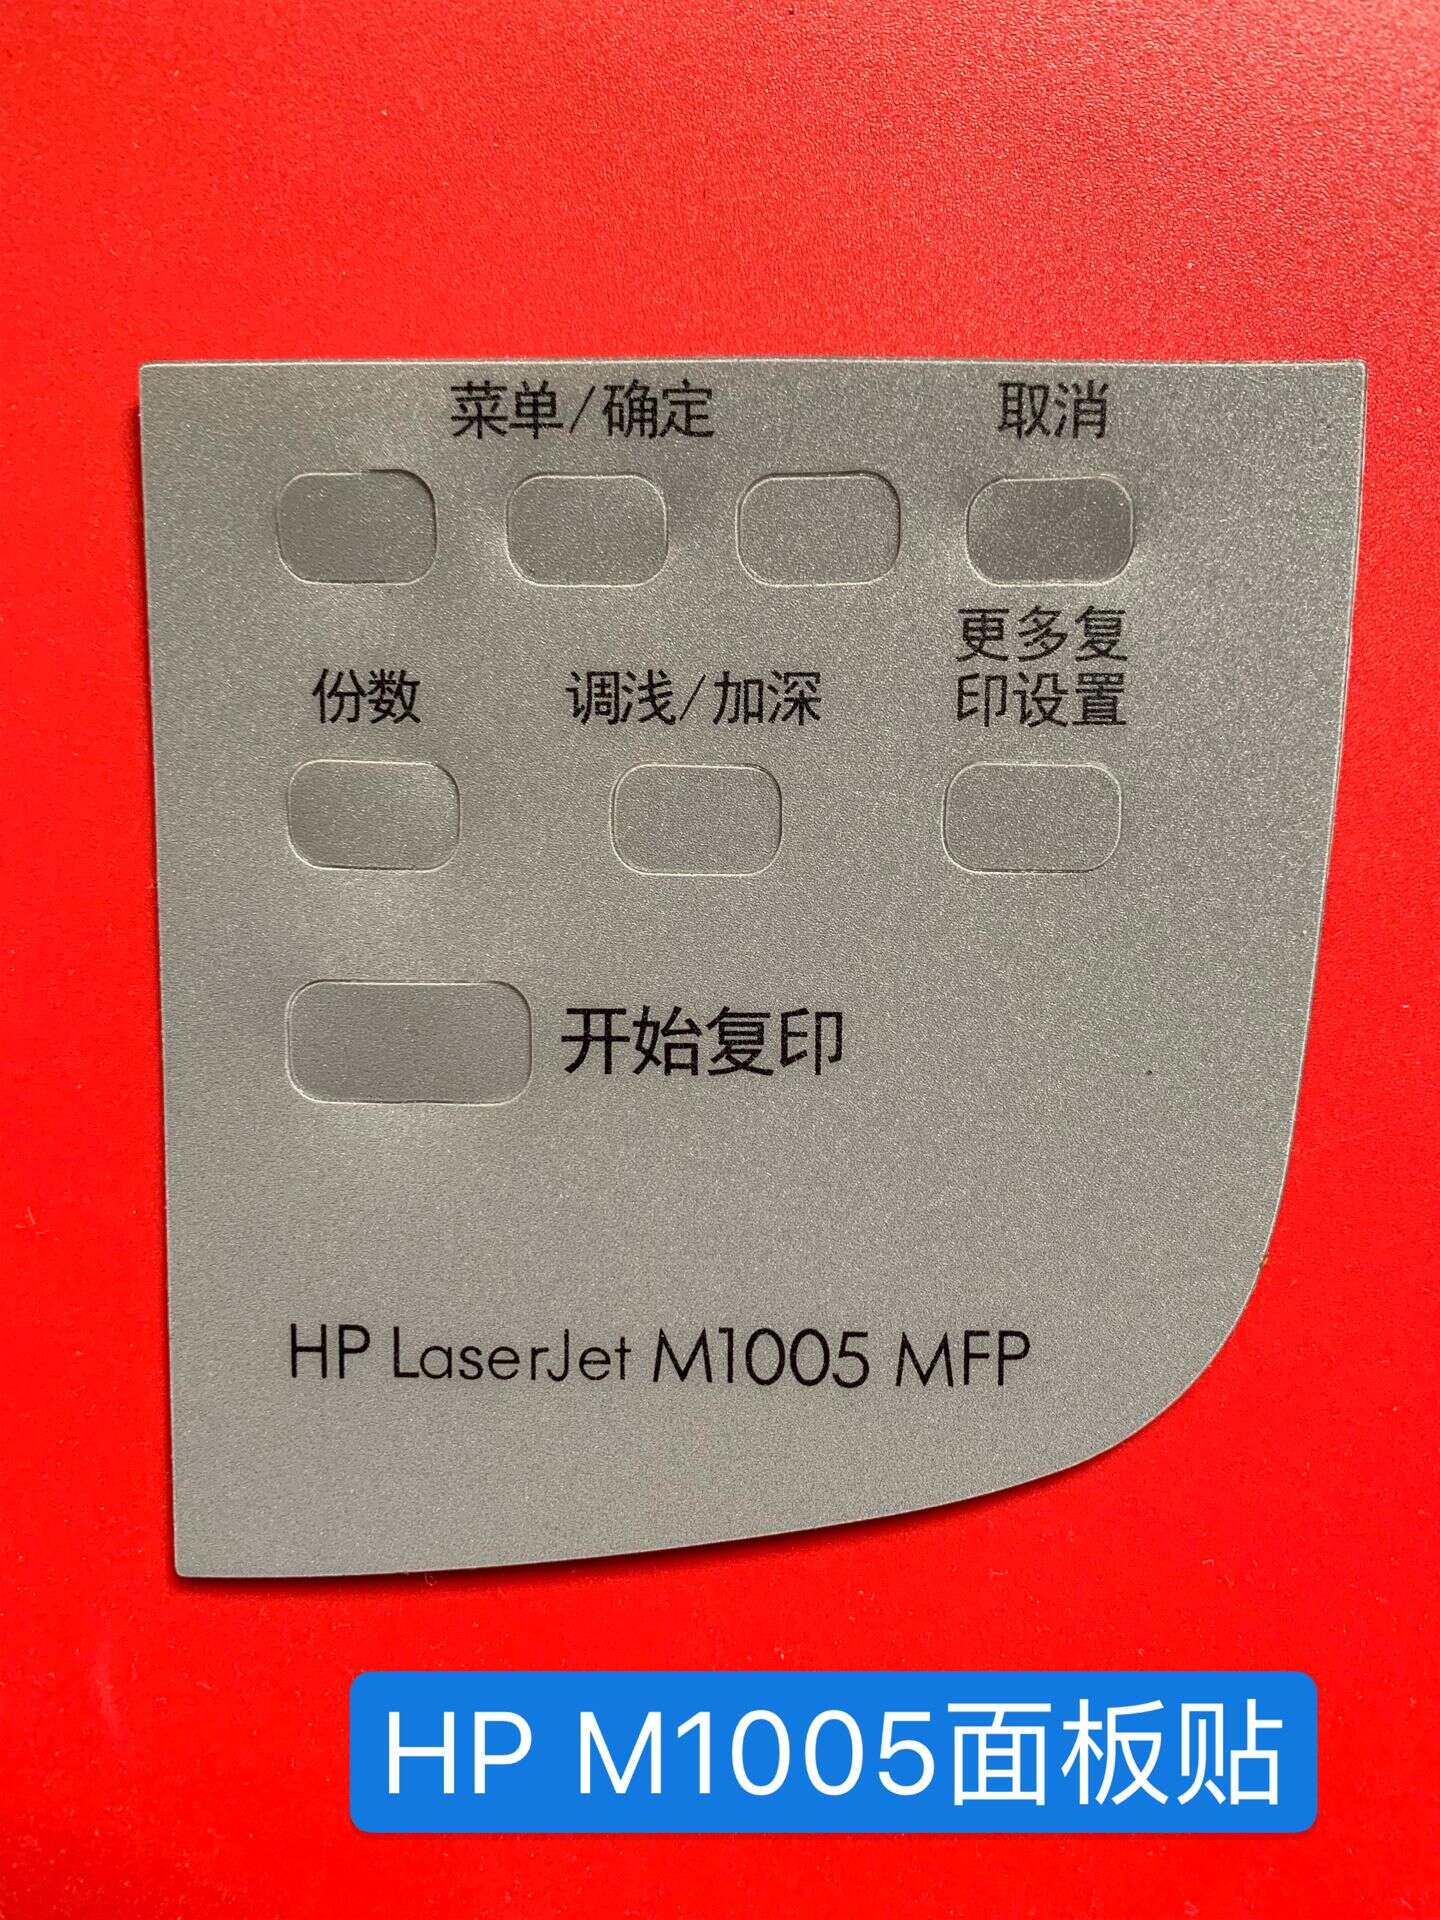 菜单/确定
取消
份数
调浅/加深
更多复
印设置
开始复印
HP LaserJet M1005 MFP
HP M1005面板贴